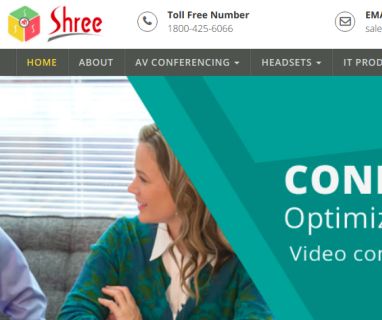 Shree
Toll Free Number
1800-425-6066
EMA
sale
HOME ABOUT AV CONFERENCING HEADSETS IT PROD
CON
Optimiz
Video con